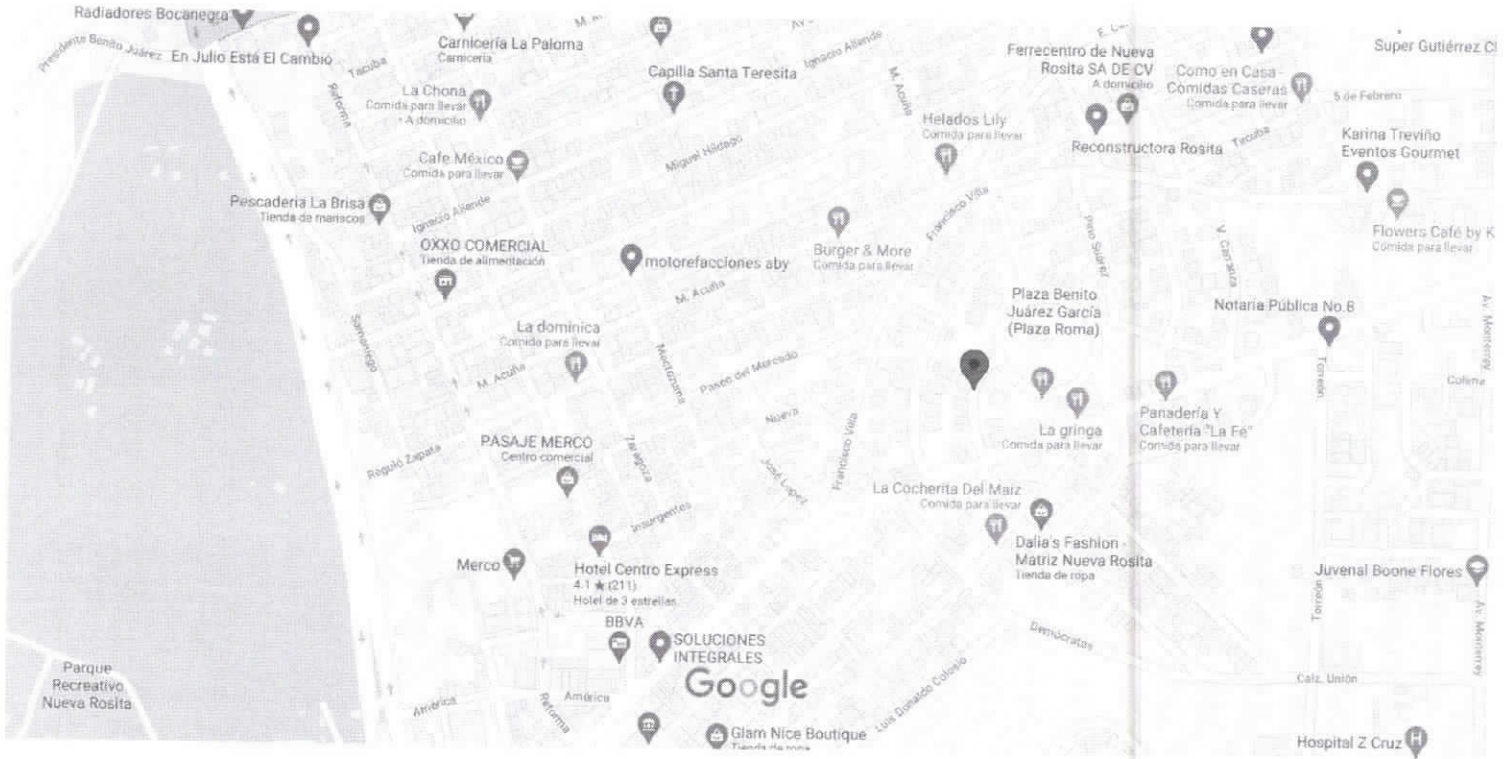 Radiadores Bocanegra
Presidente Benito Juárez
En Julio Está El Cambio
Tacuba
Reforma
Carnicería La Paloma
Carnicería
La Chona
Comida para llevar
• A domicilio
Capilla Santa Teresita
Ignacio Allende
M. Acuña
Ferrecentro de Nueva
Rosita SA DE CV
A domicilio
Como en Casa -
Comidas Caseras
Comida para llevar
Super Gutiérrez
5 de Febrero
Helados Lily
Comida para llevar
Reconstructora Rosita
Tacuba
Karina Treviño
Eventos Gourmet
Cafe México
Comida para llevar
Miguel Hildago
Pescaderia La Brisa
Tienda de mariscos
Ignacio Allende
OXXO COMERCIAL
Tienda de alimentación
motorefacciones aby
Burger & More
Comida para llevar
Francisco Villa
Pino Suárez
V. Carranza
Flowers Café by K
Comida para llevar
M. Acuña
Plaza Benito
Juárez García
(Plaza Roma)
Notaria Pública No.6
Av. Monterrey
Samaniego
La dominica
Comida para llevar
M. Acuña
Moctezuma
Paseo del Mercado
Nueva
Torreón
Colima
Francisco Villa
La gringa
Comida para llevar
Panadería Y
Cafetería "La Fé"
Comida para llevar
PASAJE MERCO
Centro comercial
Regulo Zapata
Zaragoza
José Lopez
Insurgentes
La Cocherita Del Maiz
Comida para llevar
Dalia's Fashion -
Matriz Nueva Rosita
Tienda de ropa
Merco
Hotel Centro Express
4.1 ★ (211)
Hotel de 3 estrellas
Juvenal Boone Flores
Torreón
Av. Monterrey
BBVA
SOLUCIONES
INTEGRALES
Demócratas
Parque
Recreativo
Nueva Rosita
Google
Luis Donaldo Colosio
Calz. Unión
América
Reforma
América
Glam Nice Boutique
Tienda de ropa
Hospital Z Cruz